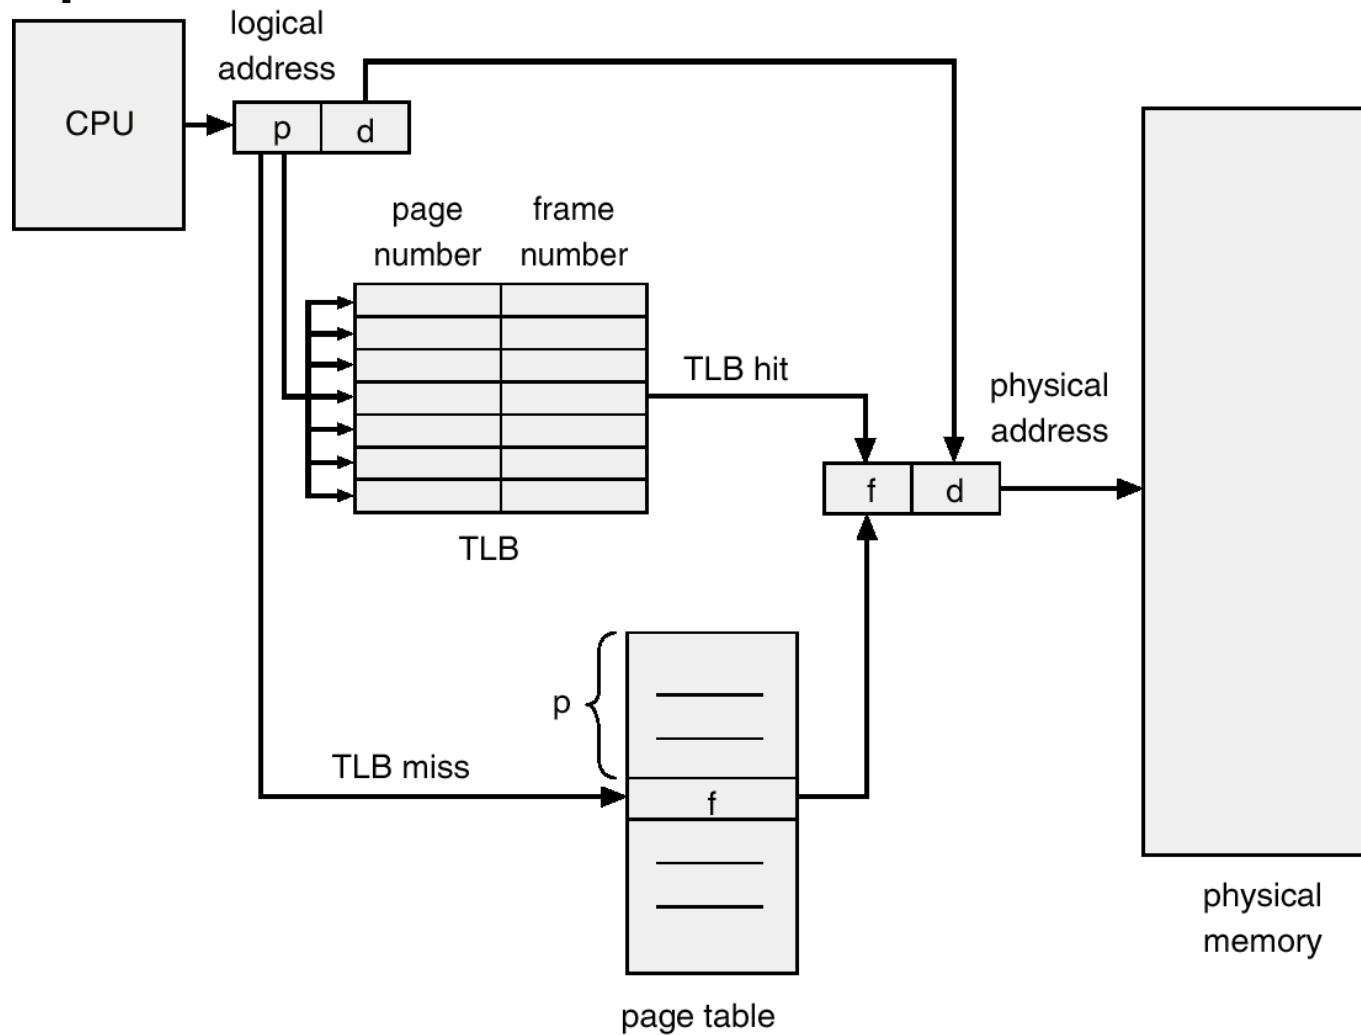 logical
address
CPU
p
d
page
number
frame
number
TLB hit
physical
address
f
d
TLB
p
TLB miss
f
physical
memory
page table